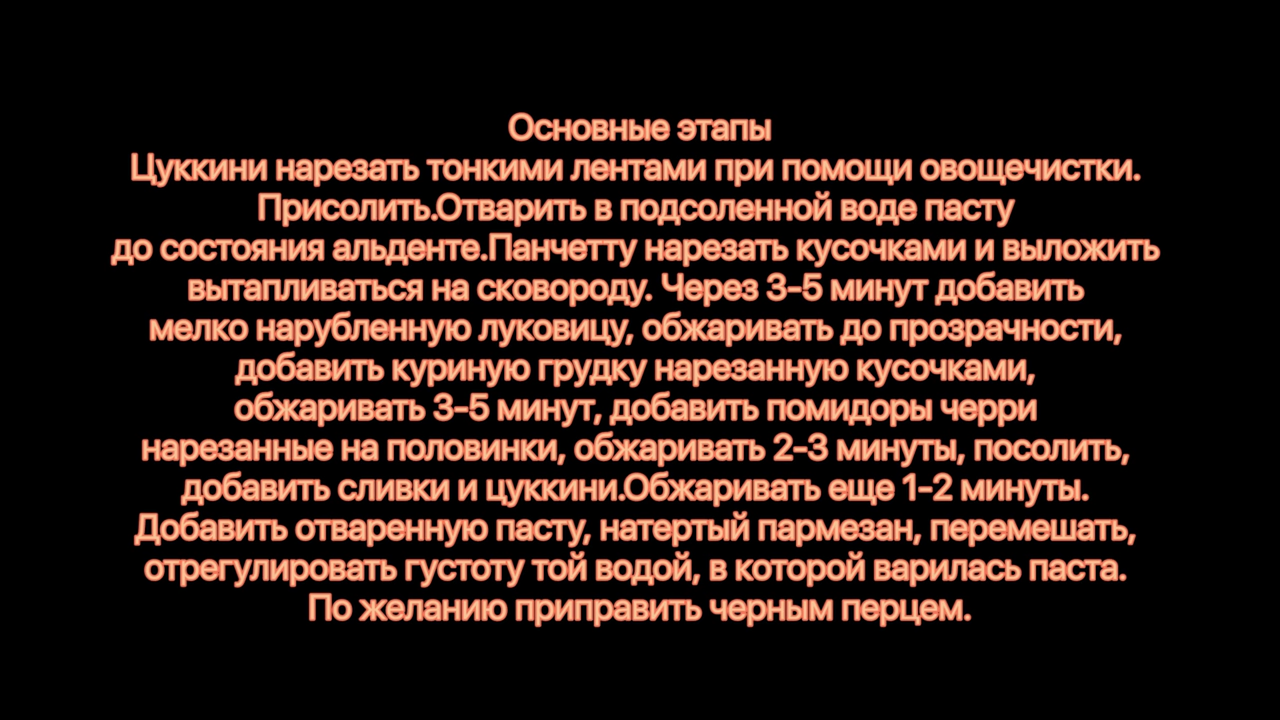 Основные этапы
Цуккини нарезать тонкими лентами при помощи овощечистки.
Присолить.Отварить в подсоленной воде пасту
до состояния альденте.Панчетту нарезать кусочками и выложить
вытапливаться на сковороду. Через 3-5 минут добавить
мелко нарубленную луковицу, обжаривать до прозрачности,
добавить куриную грудку нарезанную кусочками,
обжаривать 3-5 минут, добавить помидоры черри
нарезанные на половинки, обжаривать 2-3 минуты, посолить,
добавить сливки и цуккини.Обжаривать еще 1-2 минуты.
Добавить отваренную пасту, натертый пармезан, перемешать,
отрегулировать густоту той водой, в которой варилась паста.
По желанию приправить черным перцем.